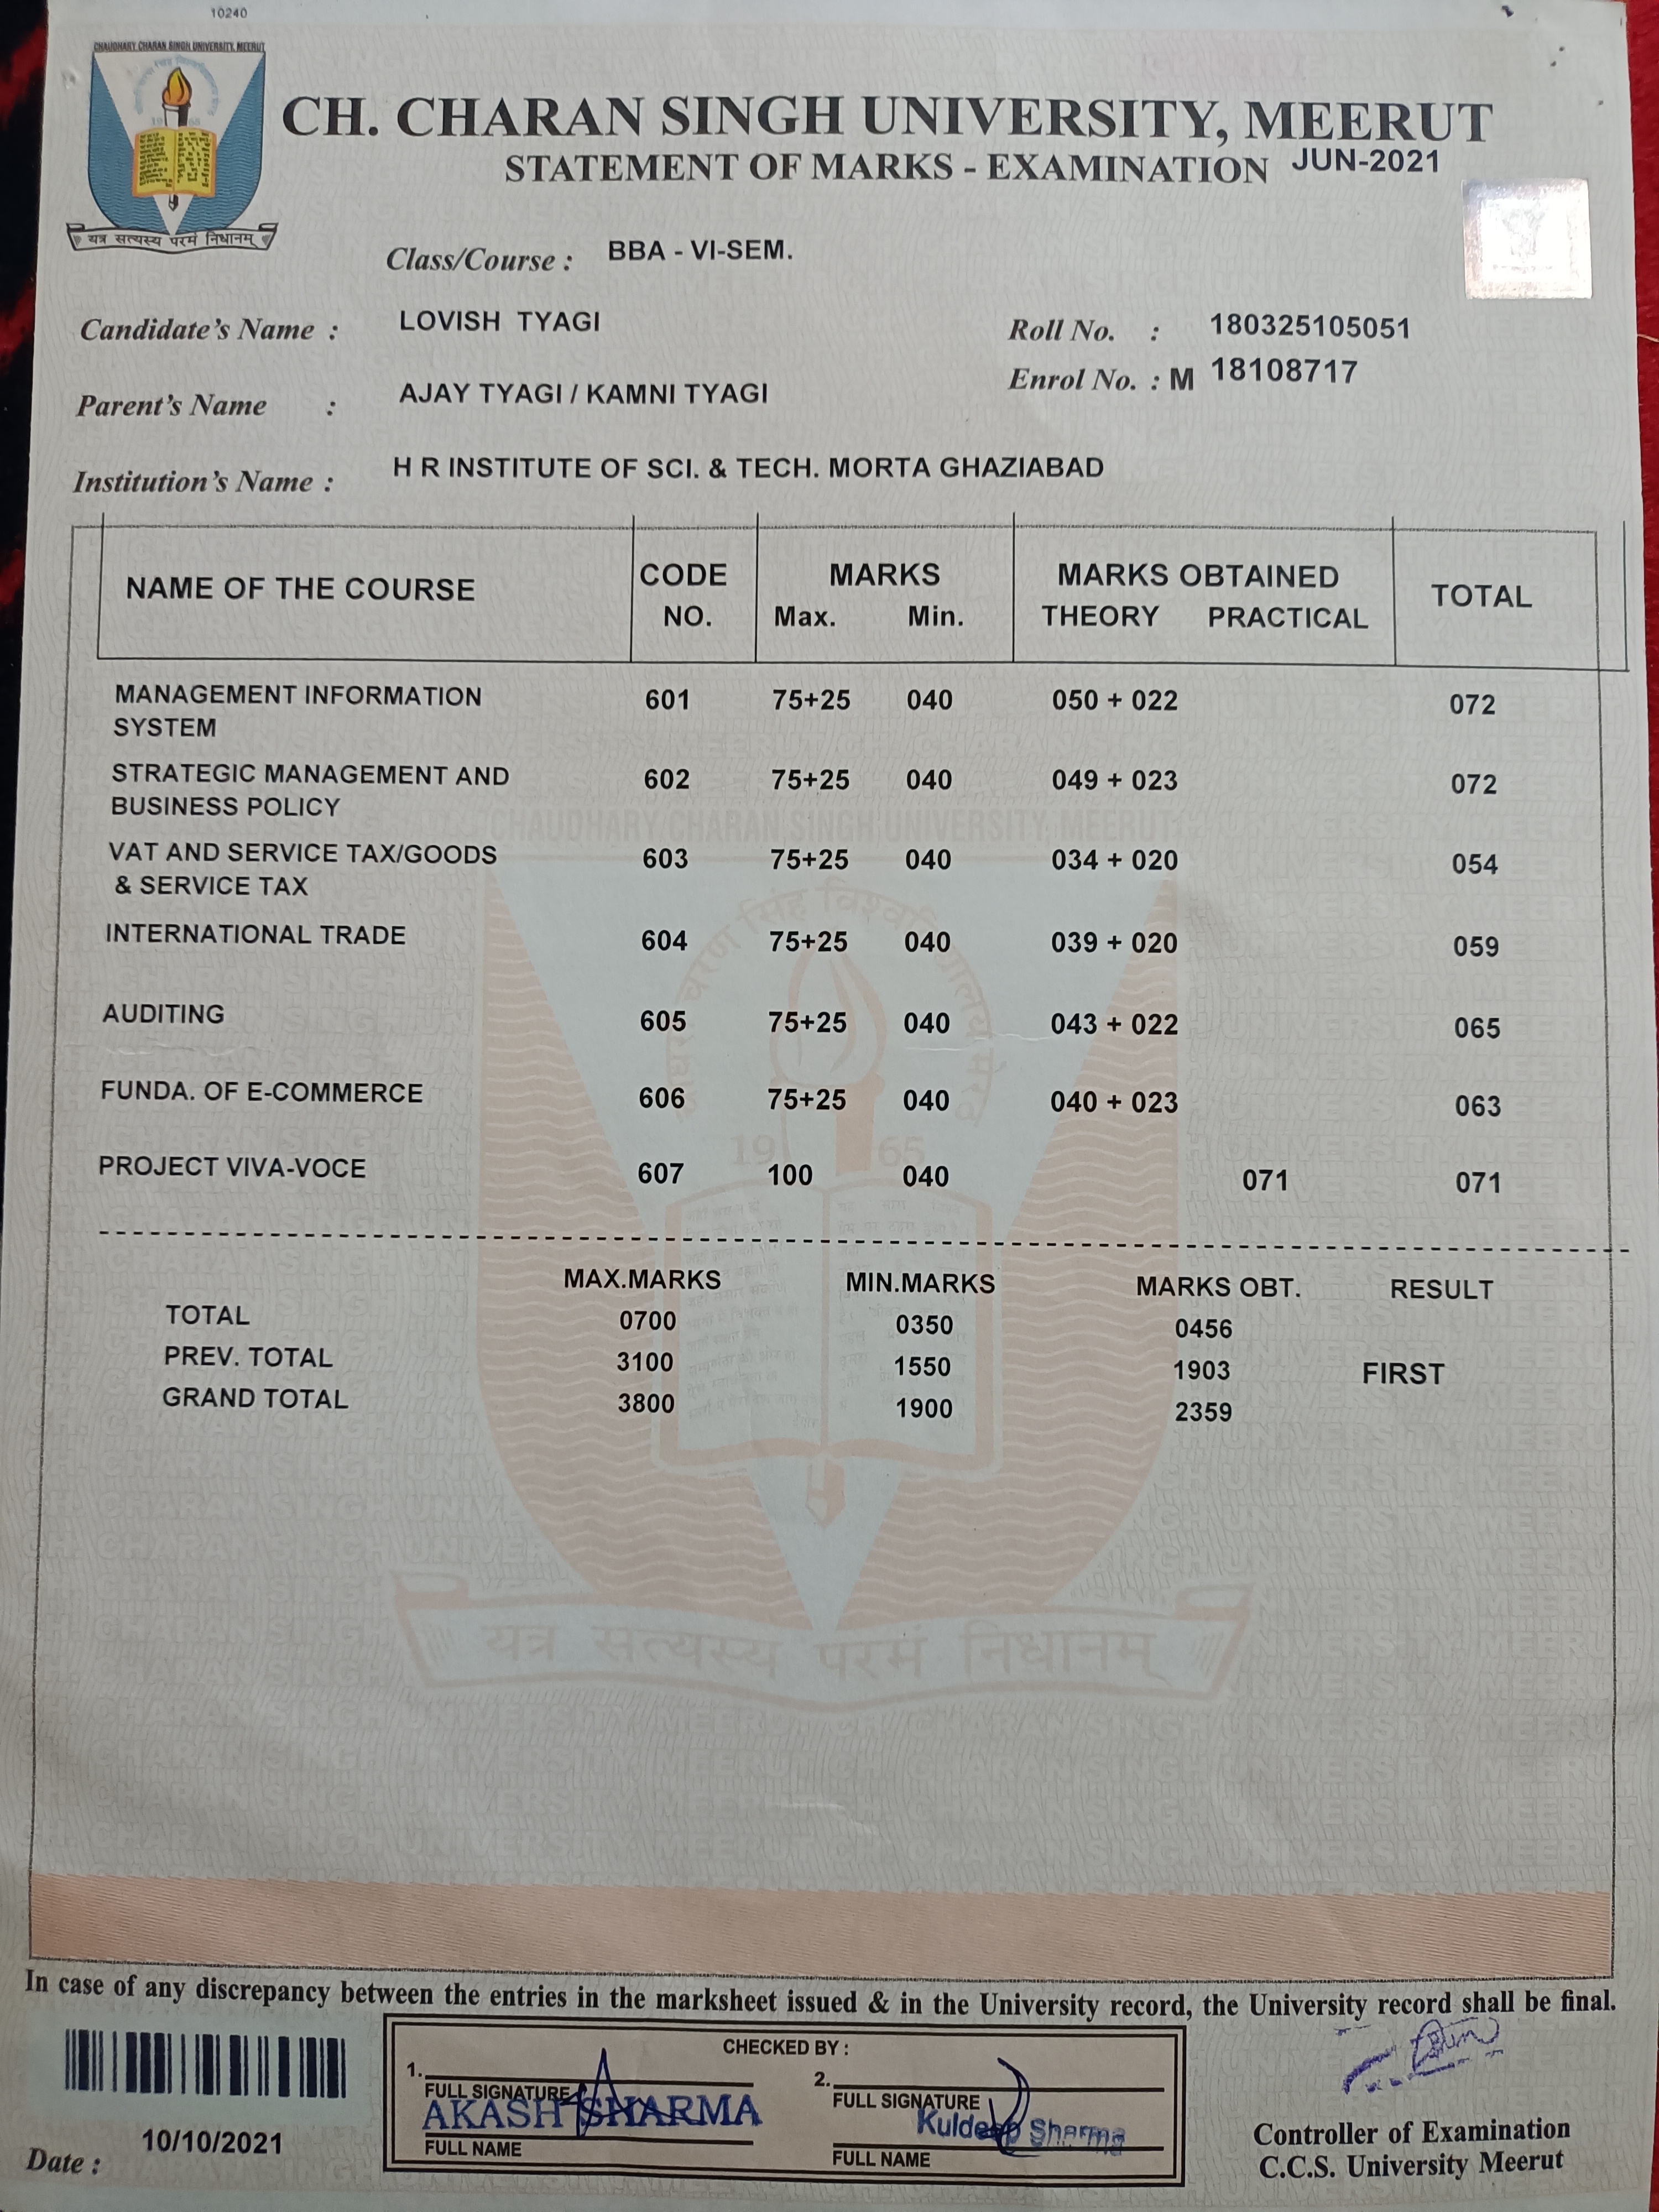 10240
CHAUDHARY CHARAN SINGH UNIVERSITY, MEERUT
यत्र सत्यस्य परमं निधानम्
CH. CHARAN SINGH UNIVERSITY, MEERUT
STATEMENT OF MARKS - EXAMINATION JUN-2021
Class/Course : BBA - VI-SEM.
Candidate's Name : LOVISH TYAGI Roll No. : 180325105051
Enrol No. : M 18108717
Parent's Name : AJAY TYAGI / KAMNI TYAGI
Institution's Name : H R INSTITUTE OF SCI. & TECH. MORTA GHAZIABAD
NAME OF THE COURSE CODE NO. MARKS Max. Min. MARKS OBTAINED THEORY PRACTICAL TOTAL
MANAGEMENT INFORMATION 601 75+25 040 050 + 022 072
SYSTEM
STRATEGIC MANAGEMENT AND 602 75+25 040 049 + 023 072
BUSINESS POLICY
CHAUDHARY CHARAN SINGH UNIVERSITY MEERUT
VAT AND SERVICE TAX/GOODS 603 75+25 040 034 + 020 054
& SERVICE TAX
INTERNATIONAL TRADE 604 75+25 040 039 + 020 059
AUDITING 605 75+25 040 043 + 022 065
FUNDA. OF E-COMMERCE 606 75+25 040 040 + 023 063
19 65
PROJECT VIVA-VOCE 607 100 040 071 071
MAX.MARKS MIN.MARKS MARKS OBT. RESULT
TOTAL 0700 0350 0456
PREV. TOTAL 3100 1550 1903 FIRST
GRAND TOTAL 3800 1900 2359
यत्र सत्यस्य परमं निधानम्
In case of any discrepancy between the entries in the marksheet issued & in the University record, the University record shall be final.
CHECKED BY :
1. 2.
FULL SIGNATURE FULL SIGNATURE
AKASH SHARMA Kuldeep Sharma
FULL NAME FULL NAME
Date : 10/10/2021
Controller of Examination
C.C.S. University Meerut